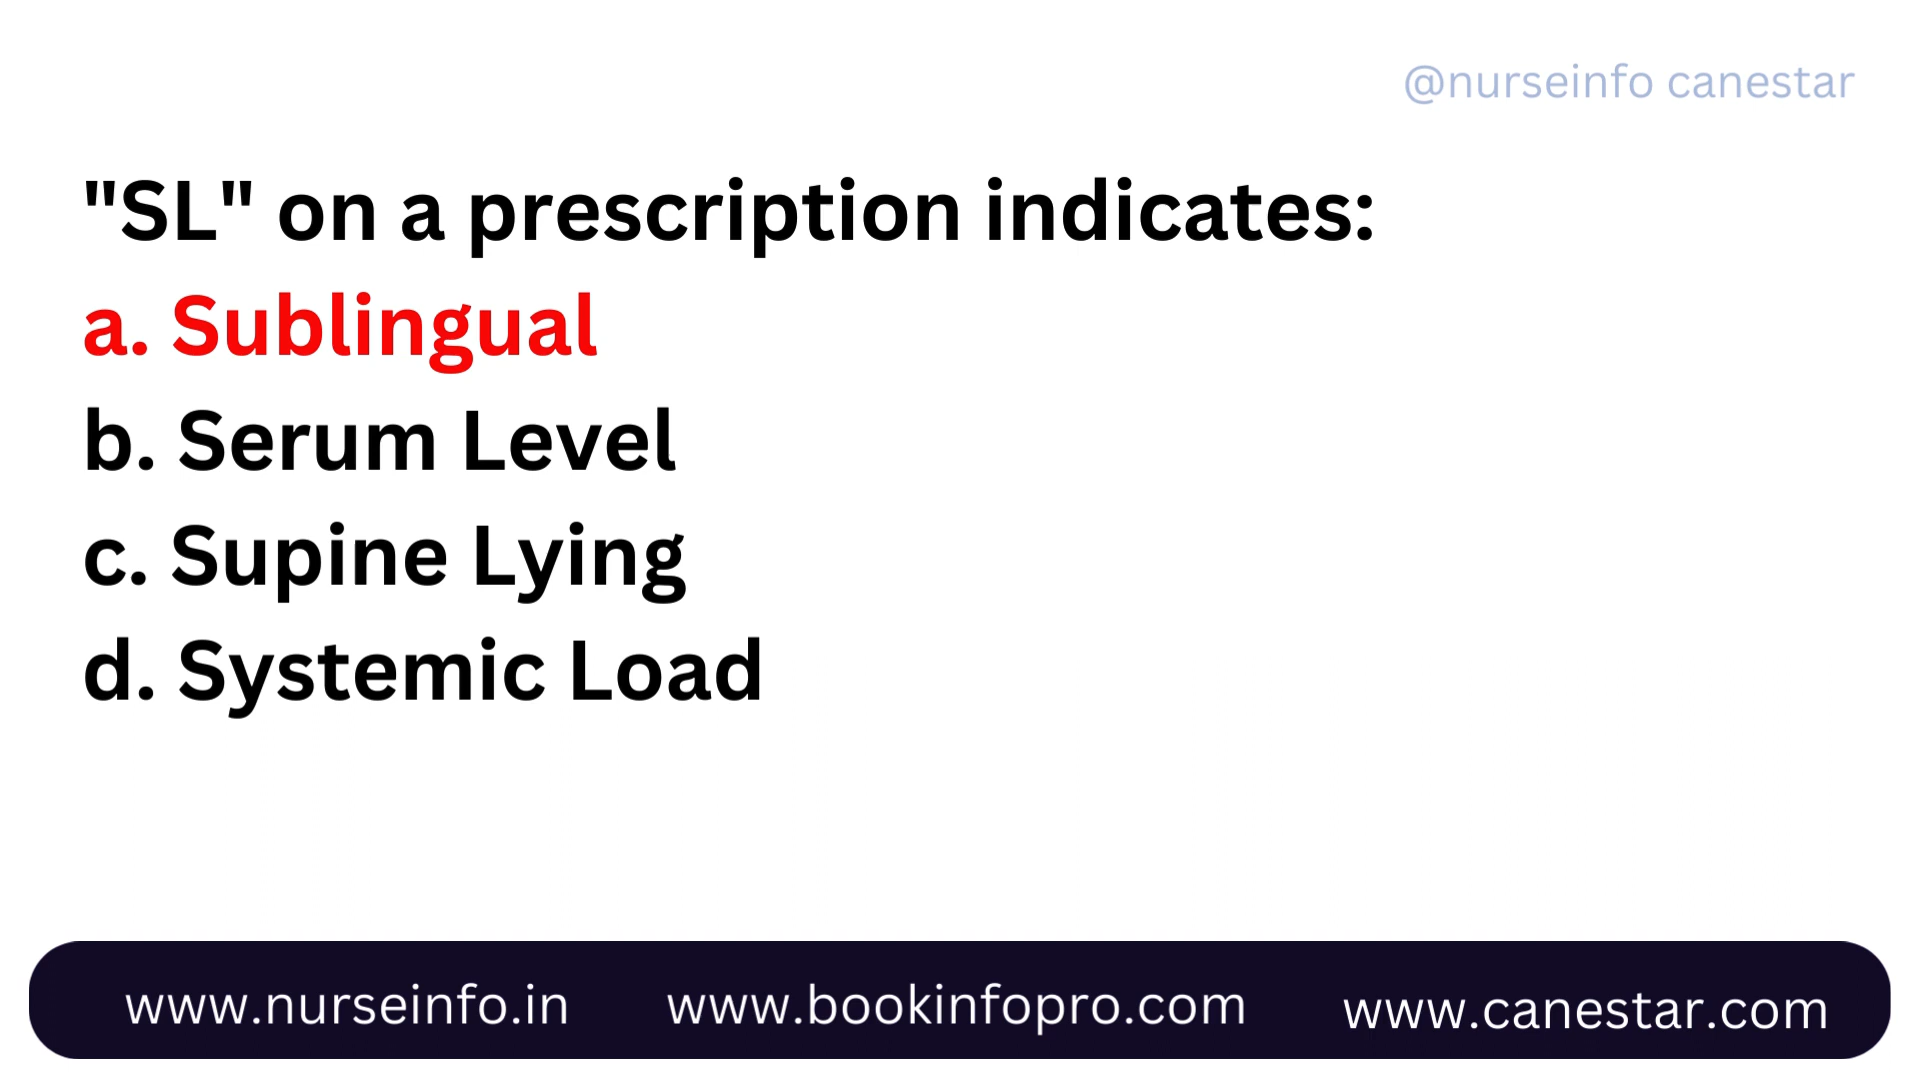 @nurseinfo canestar
"SL" on a prescription indicates:
a. Sublingual
b. Serum Level
c. Supine Lying
d. Systemic Load
www.nurseinfo.in www.bookinfopro.com www.canestar.com